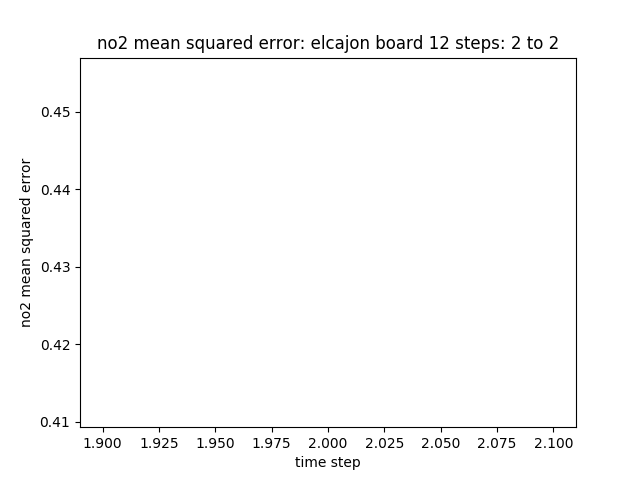 no2 mean squared error: elcajon board 12 steps: 2 to 2
no2 mean squared error
0.45
0.44
0.43
0.42
0.41
1.900 1.925 1.950 1.975 2.000 2.025 2.050 2.075 2.100
time step